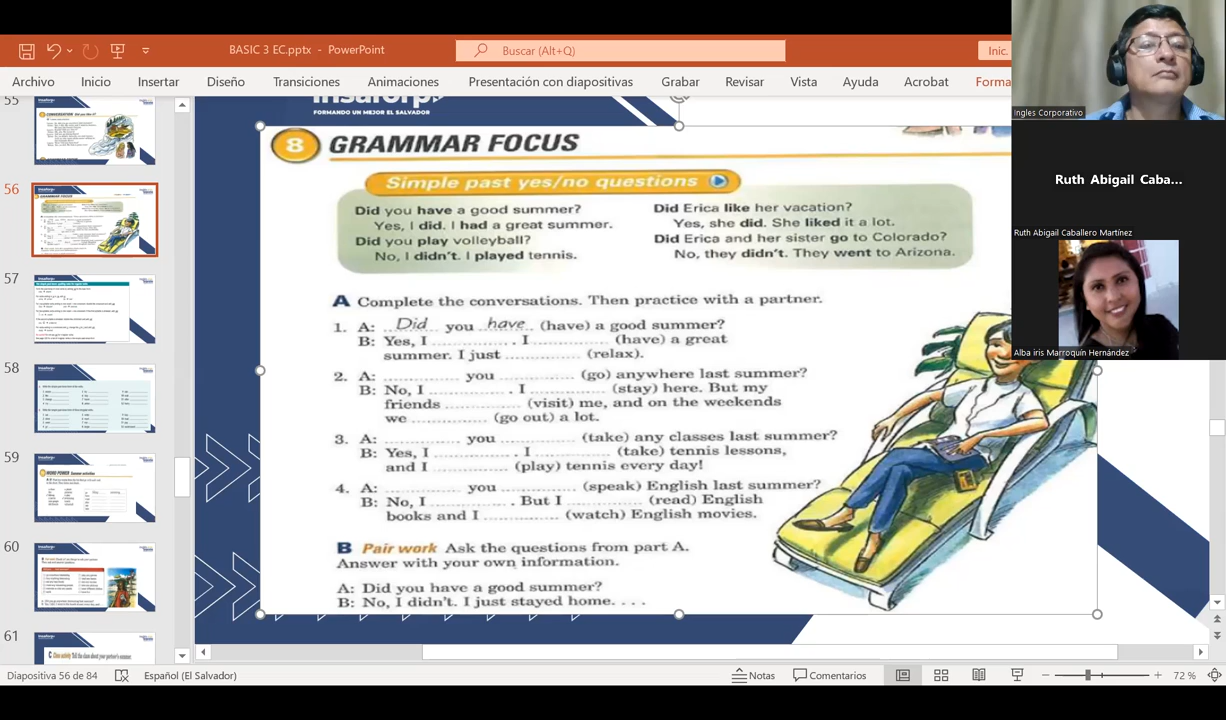 BASIC 3 EC.pptx - PowerPoint
Buscar (Alt+Q)
Inic.
Archivo Inicio Insertar Diseño Transiciones Animaciones Presentación con diapositivas Grabar Revisar Vista Ayuda Acrobat Forma
Ingles Corporativo
Ruth Abigail Caba...
Ruth Abigail Caballero Martínez
Alba iris Marroquín Hernández
55
56
57
58
59
60
61
FORMANDO UN MEJOR EL SALVADOR
8 GRAMMAR FOCUS
Simple past yes/no questions
Did you have a good summer?
Yes, I did. I had a great summer.
Did you play volleyball?
No, I didn't. I played tennis.
Did Erica like her vacation?
Yes, she did. She liked it a lot.
Did Erica and her sister go to Colorado?
No, they didn't. They went to Arizona.
A Complete the conversations. Then practice with a partner.
1. A: Did you have (have) a good summer?
B: Yes, I ............ . I ............ (have) a great
summer. I just ............ (relax).
2. A: ............ you ............ (go) anywhere last summer?
B: No, I ............ . I ............ (stay) here. But my
friends ............ (visit) me, and on the weekends
we ............ (go out) a lot.
3. A: ............ you ............ (take) any classes last summer?
B: Yes, I ............ . I ............ (take) tennis lessons,
and I ............ (play) tennis every day!
4. A: ............ you ............ (speak) English last summer?
B: No, I ............ . But I ............ (read) English
books and I ............ (watch) English movies.
B Pair work Ask the questions from part A.
Answer with your own information.
A: Did you have a good summer?
B: No, I didn't. I just stayed home. . . .
Diapositiva 56 de 84
Español (El Salvador)
Notas
Comentarios
72 %